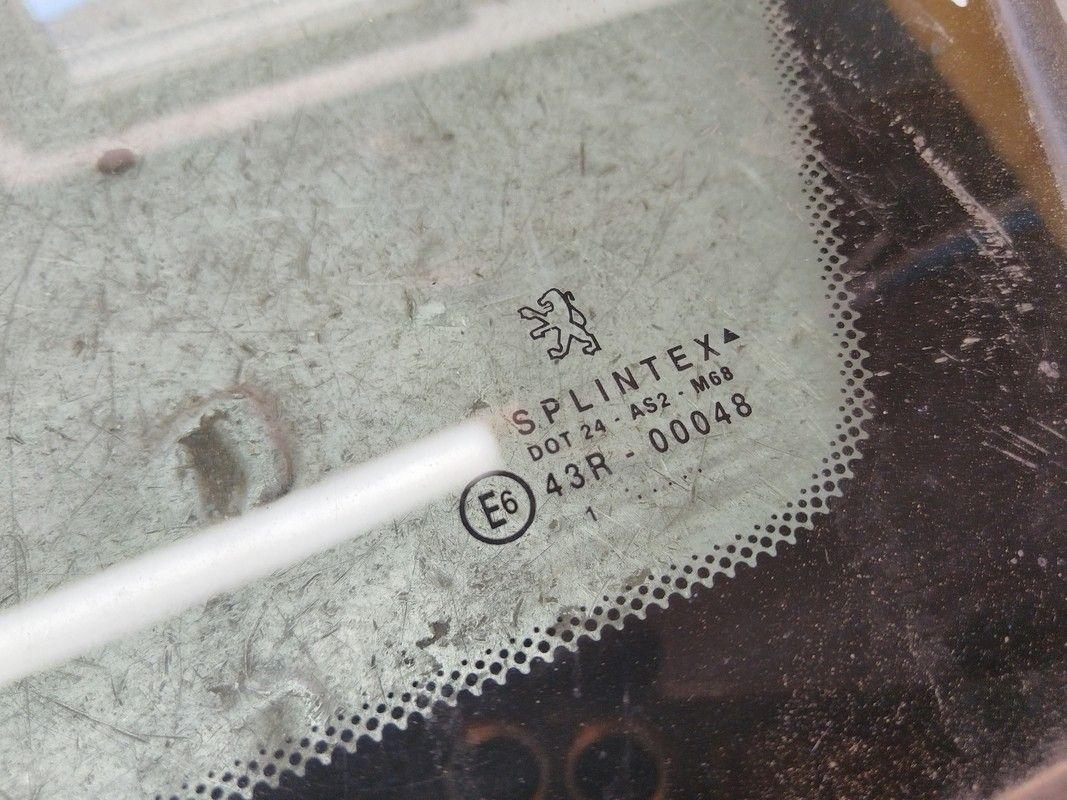 SPLINTEX
DOT 24 - AS2 - M68
E6 43R - 00048
1